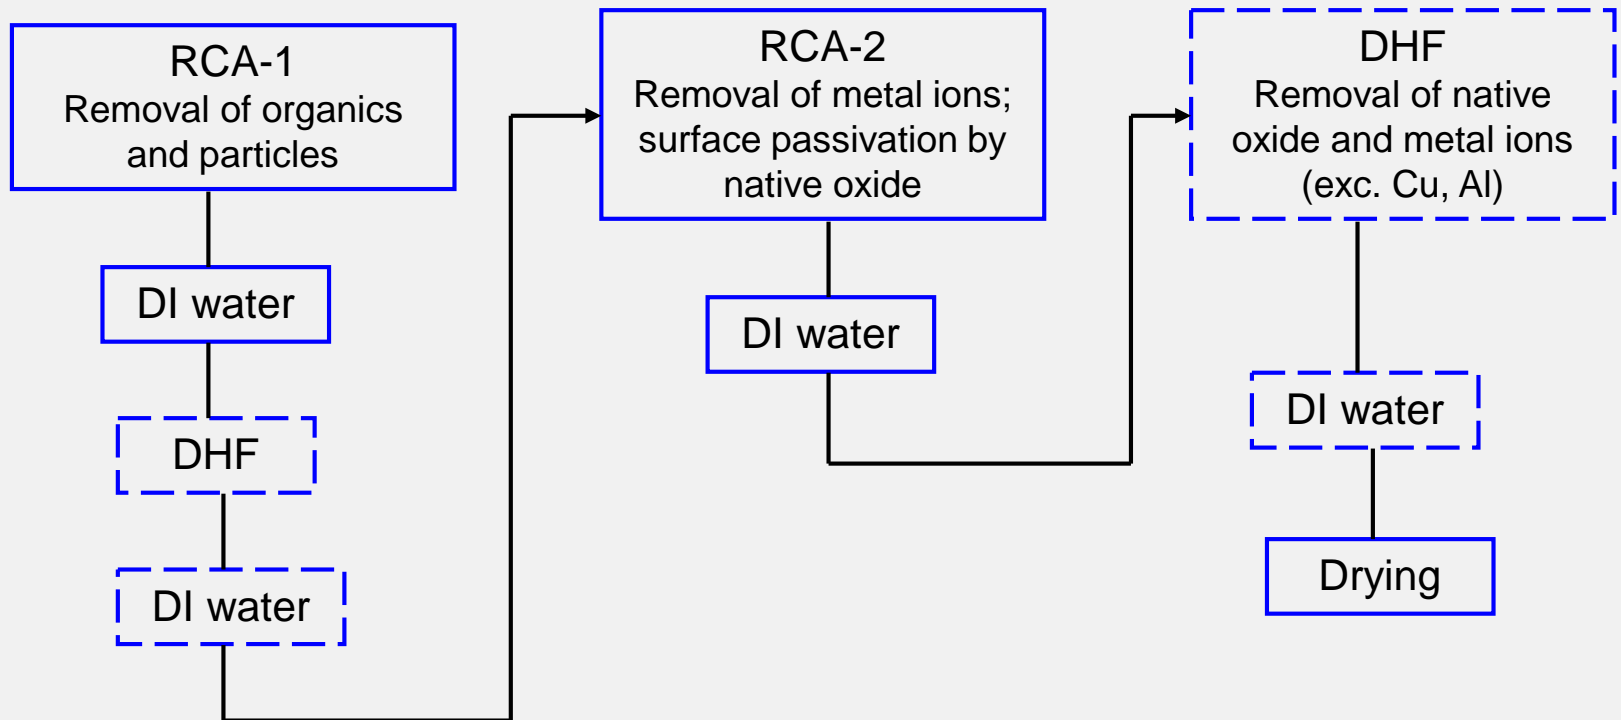 RCA-1
Removal of organics
and particles
DI water
DHF
DI water
RCA-2
Removal of metal ions;
surface passivation by
native oxide
DI water
DHF
Removal of native
oxide and metal ions
(exc. Cu, Al)
DI water
Drying